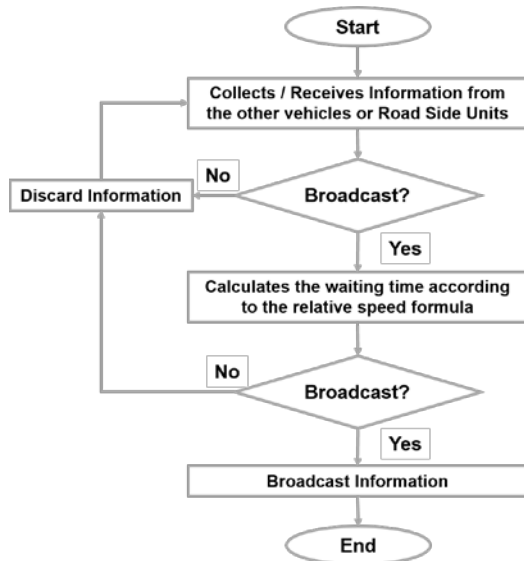 Start
Collects / Receives Information from
the other vehicles or Road Side Units
No
Discard Information
Broadcast?
Yes
Calculates the waiting time according
to the relative speed formula
No
Broadcast?
Yes
Broadcast Information
End